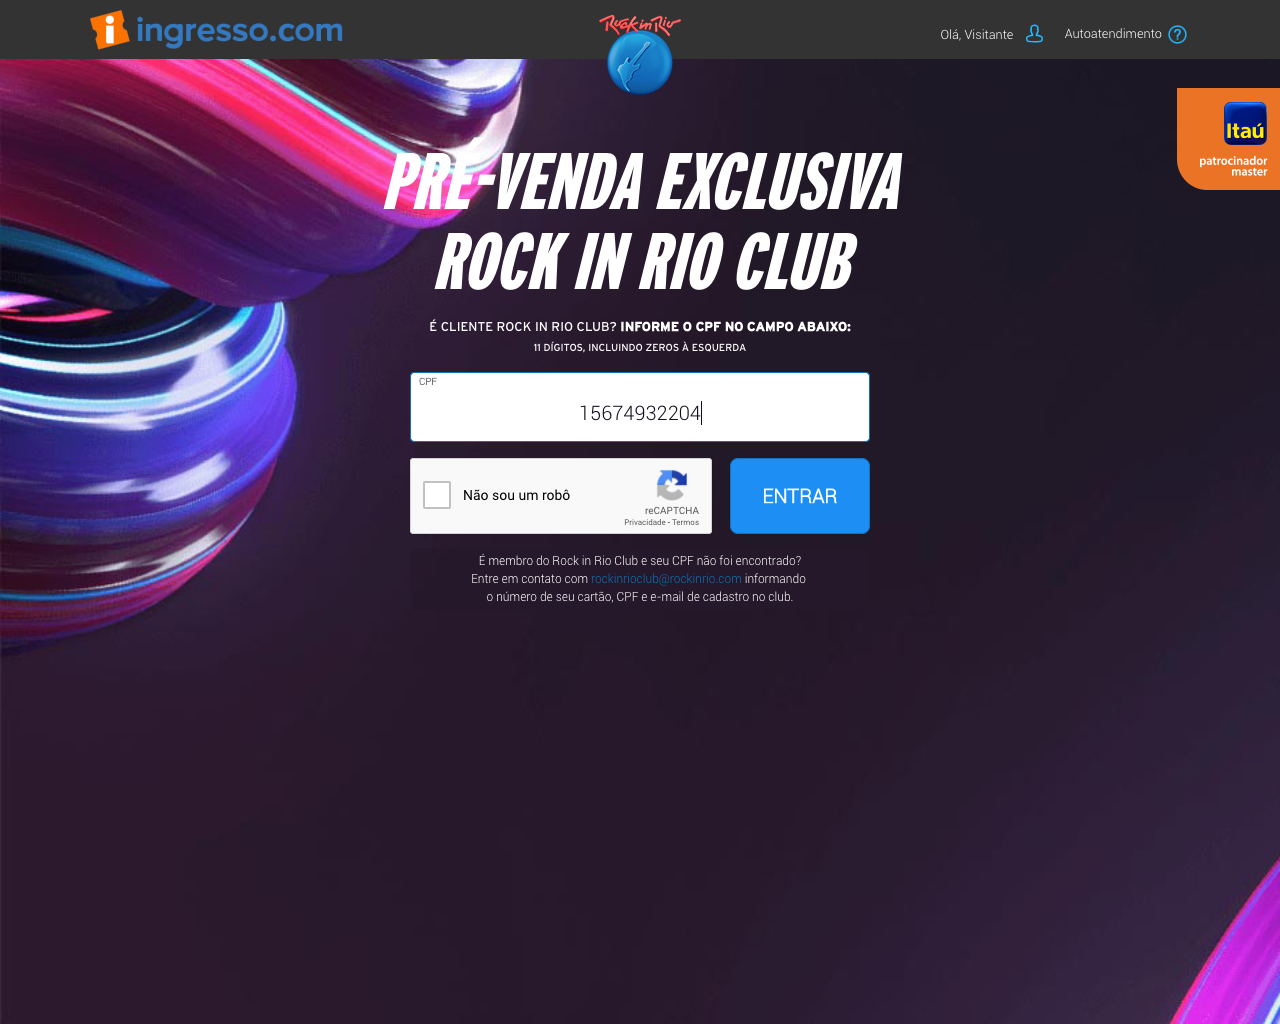 ingresso.com
Rock in Rio
Olá, Visitante
Autoatendimento
Itaú
patrocinador
master
PRÉ-VENDA EXCLUSIVA
ROCK IN RIO CLUB
É CLIENTE ROCK IN RIO CLUB? INFORME O CPF NO CAMPO ABAIXO:
11 DÍGITOS, INCLUINDO ZEROS À ESQUERDA
CPF
15674932204
Não sou um robô
reCAPTCHA
Privacidade - Termos
ENTRAR
É membro do Rock in Rio Club e seu CPF não foi encontrado?
Entre em contato com rockinrioclub@rockinrio.com informando
o número de seu cartão, CPF e e-mail de cadastro no club.